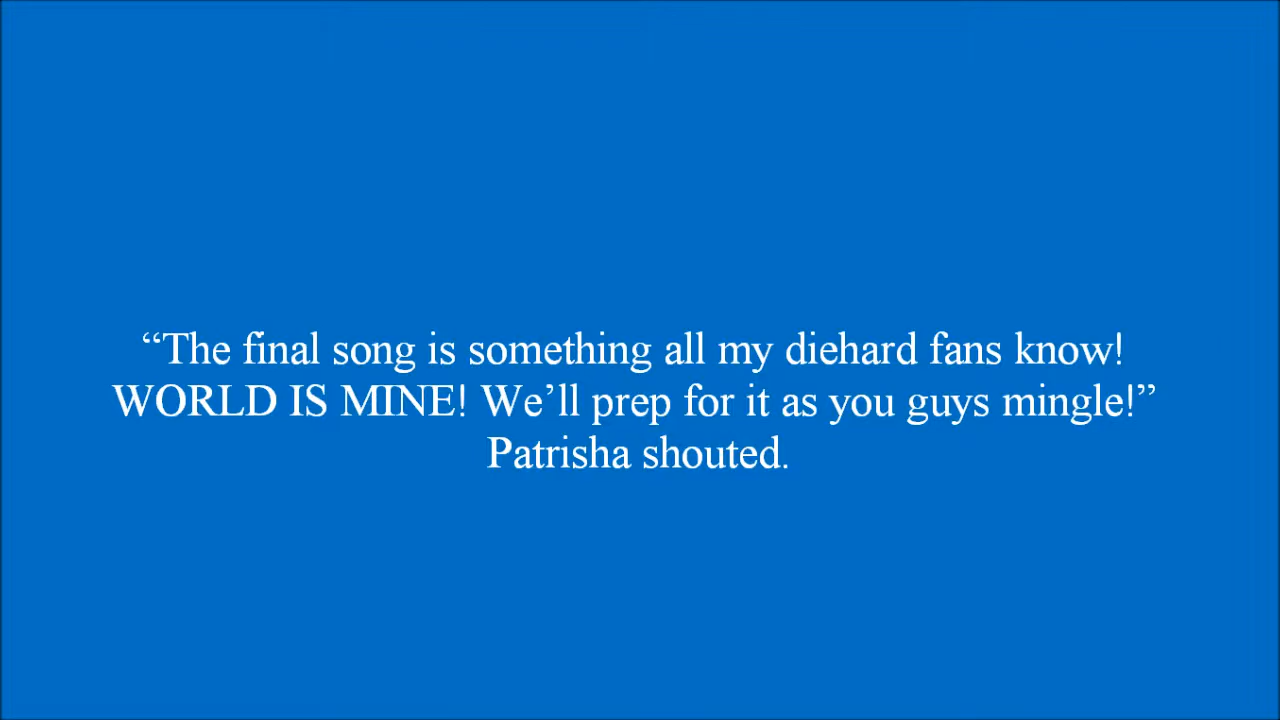 “The final song is something all my diehard fans know!
WORLD IS MINE! We’ll prep for it as you guys mingle!”
Patrisha shouted.